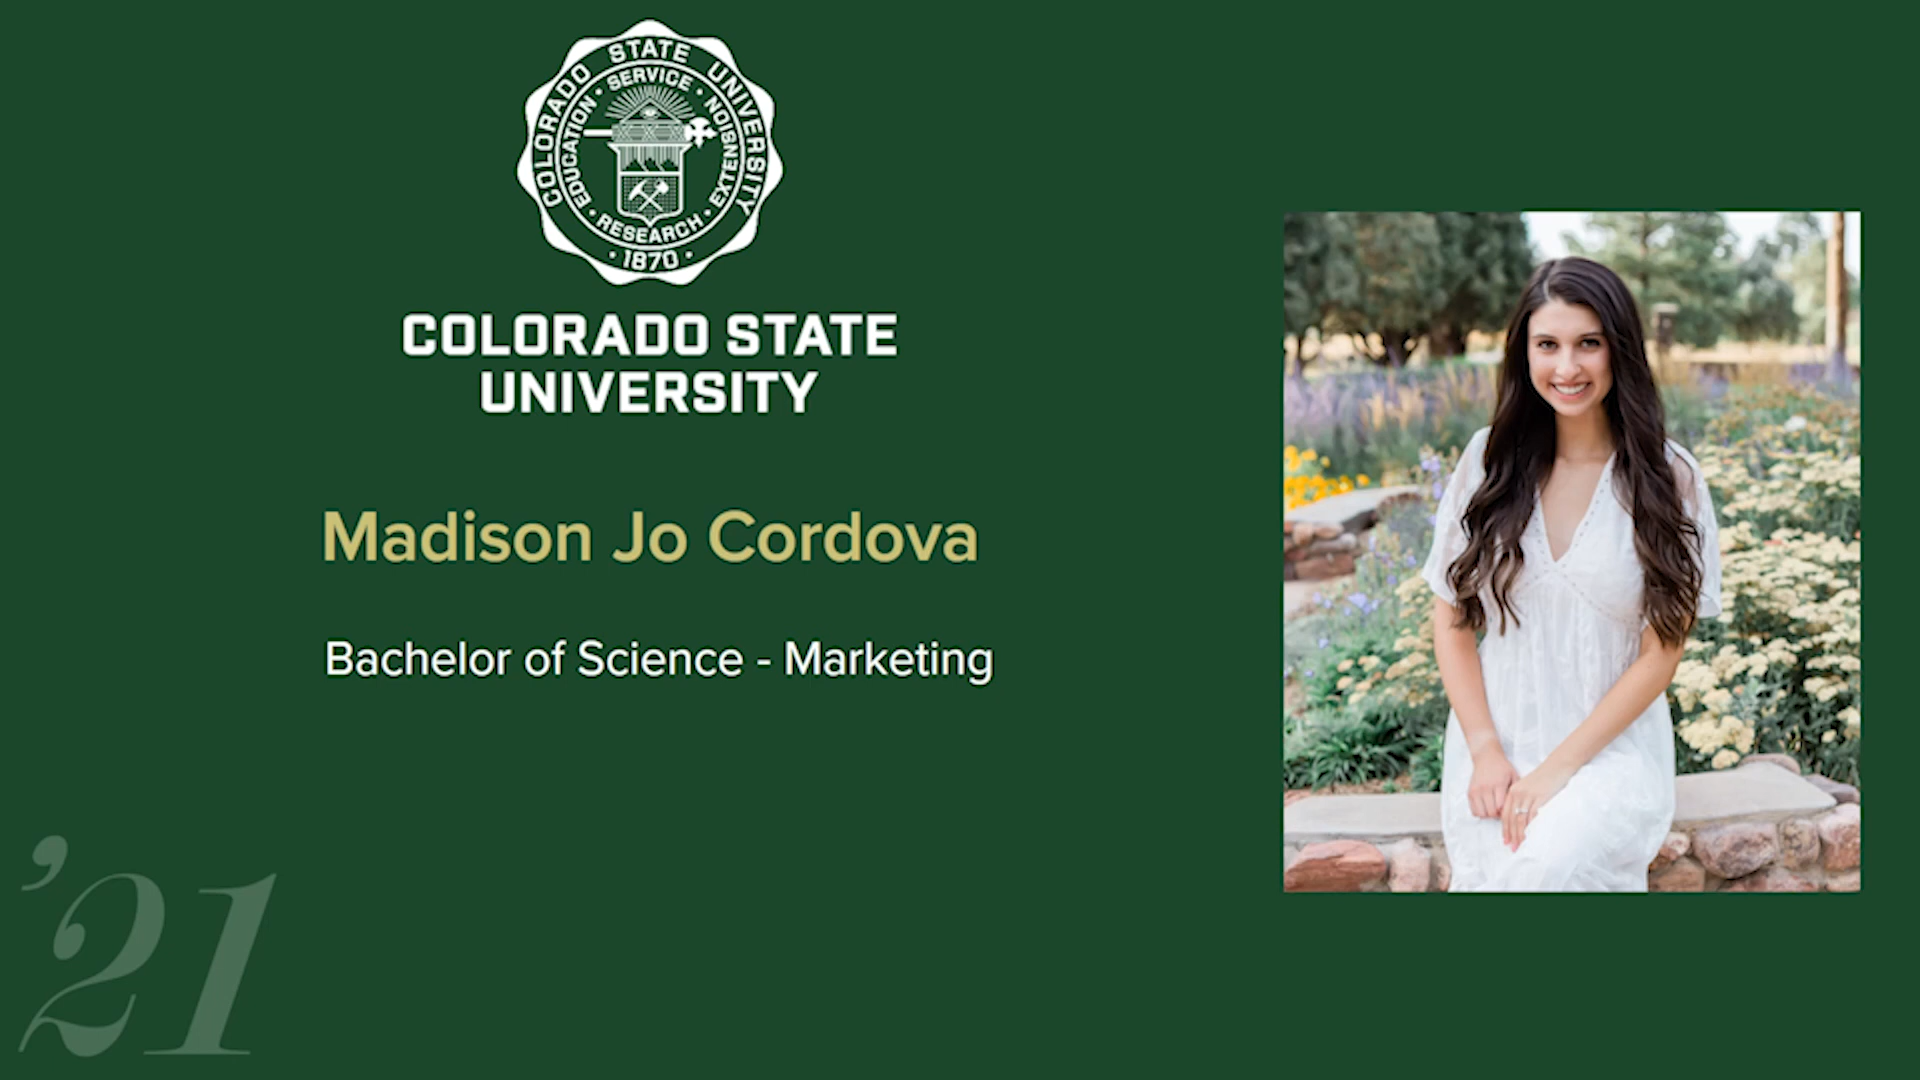 COLORADO STATE UNIVERSITY
EDUCATION • SERVICE • EXTENSION
• RESEARCH •
• 1870 •
COLORADO STATE
UNIVERSITY
Madison Jo Cordova
Bachelor of Science - Marketing
’21